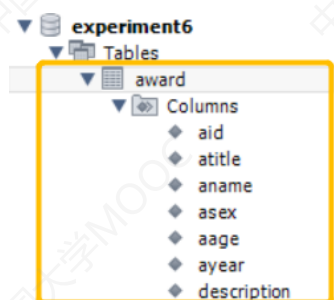 experiment6
Tables
award
Columns
aid
atitle
aname
asex
aage
ayear
description